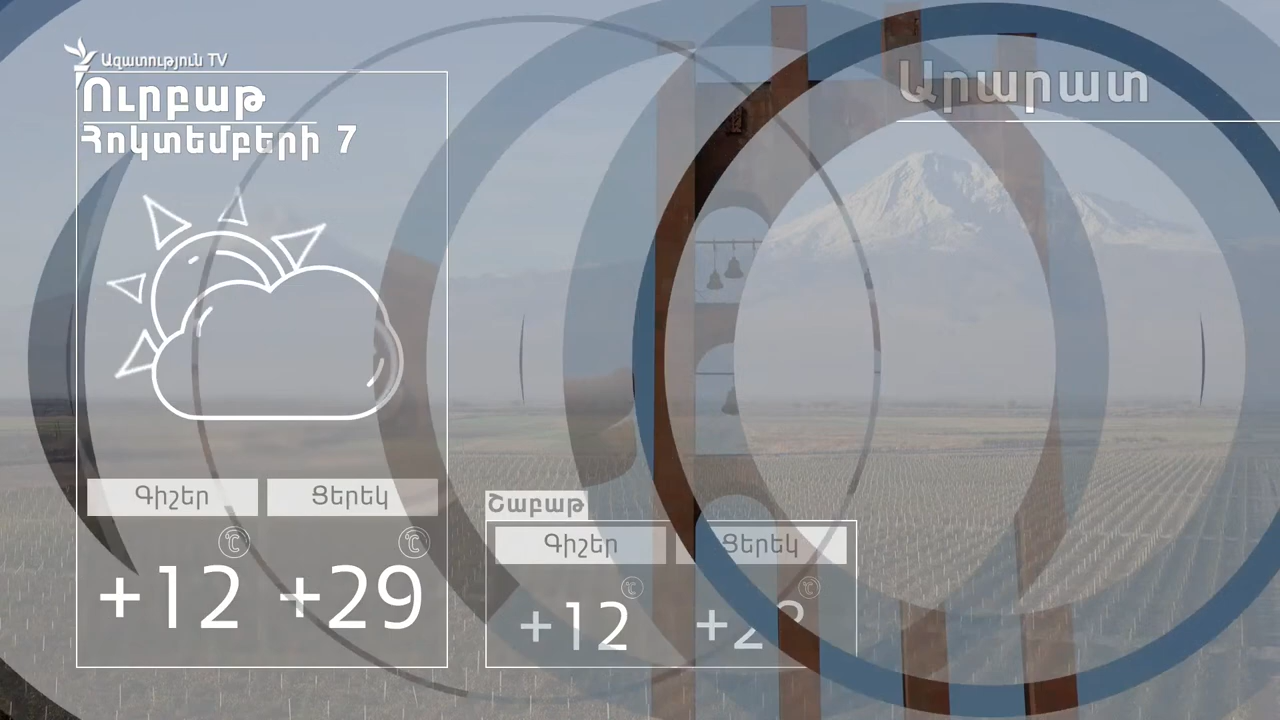 Ազատություն TV
Ուրբաթ
Հոկտեմբերի 7
Արարատ
Գիշեր
Ցերեկ
℃
℃
+12
+29
Շաբաթ
Գիշեր
Ցերեկ
℃
℃
+12